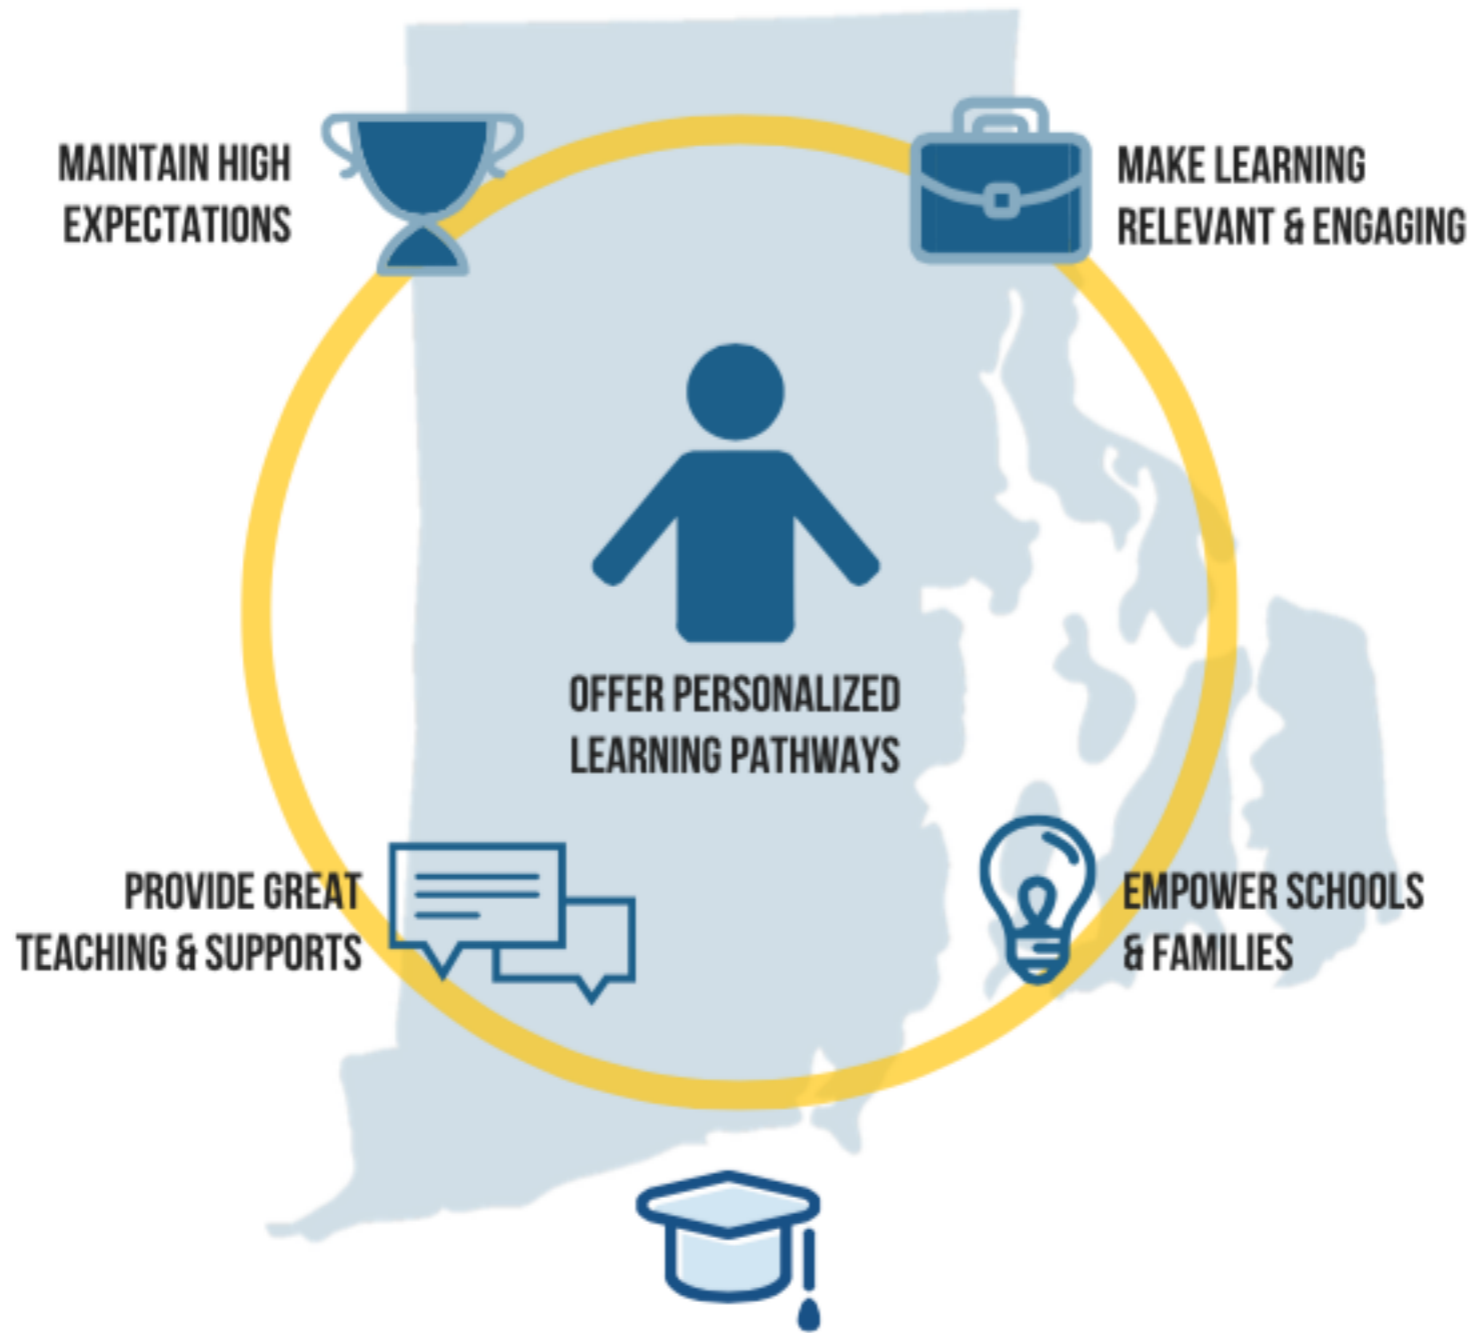 MAINTAIN HIGH
EXPECTATIONS
MAKE LEARNING
RELEVANT & ENGAGING
OFFER PERSONALIZED
LEARNING PATHWAYS
PROVIDE GREAT
TEACHING & SUPPORTS
EMPOWER SCHOOLS
& FAMILIES